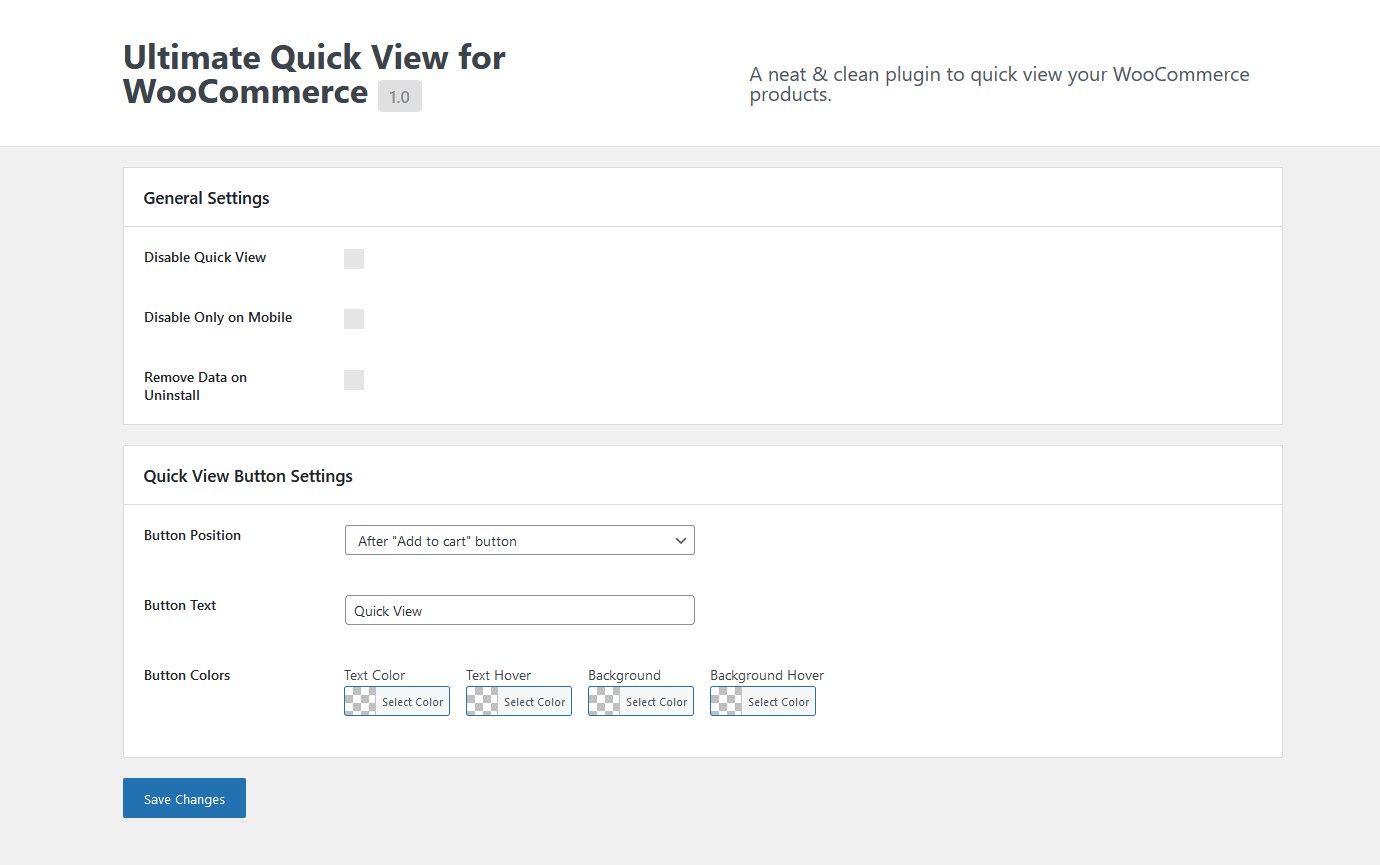 Ultimate Quick View for
WooCommerce 1.0
A neat & clean plugin to quick view your WooCommerce
products.
General Settings
Disable Quick View
Disable Only on Mobile
Remove Data on
Uninstall
Quick View Button Settings
Button Position
After "Add to cart" button
Button Text
Quick View
Button Colors
Text Color Text Hover Background Background Hover
Select Color Select Color Select Color Select Color
Save Changes